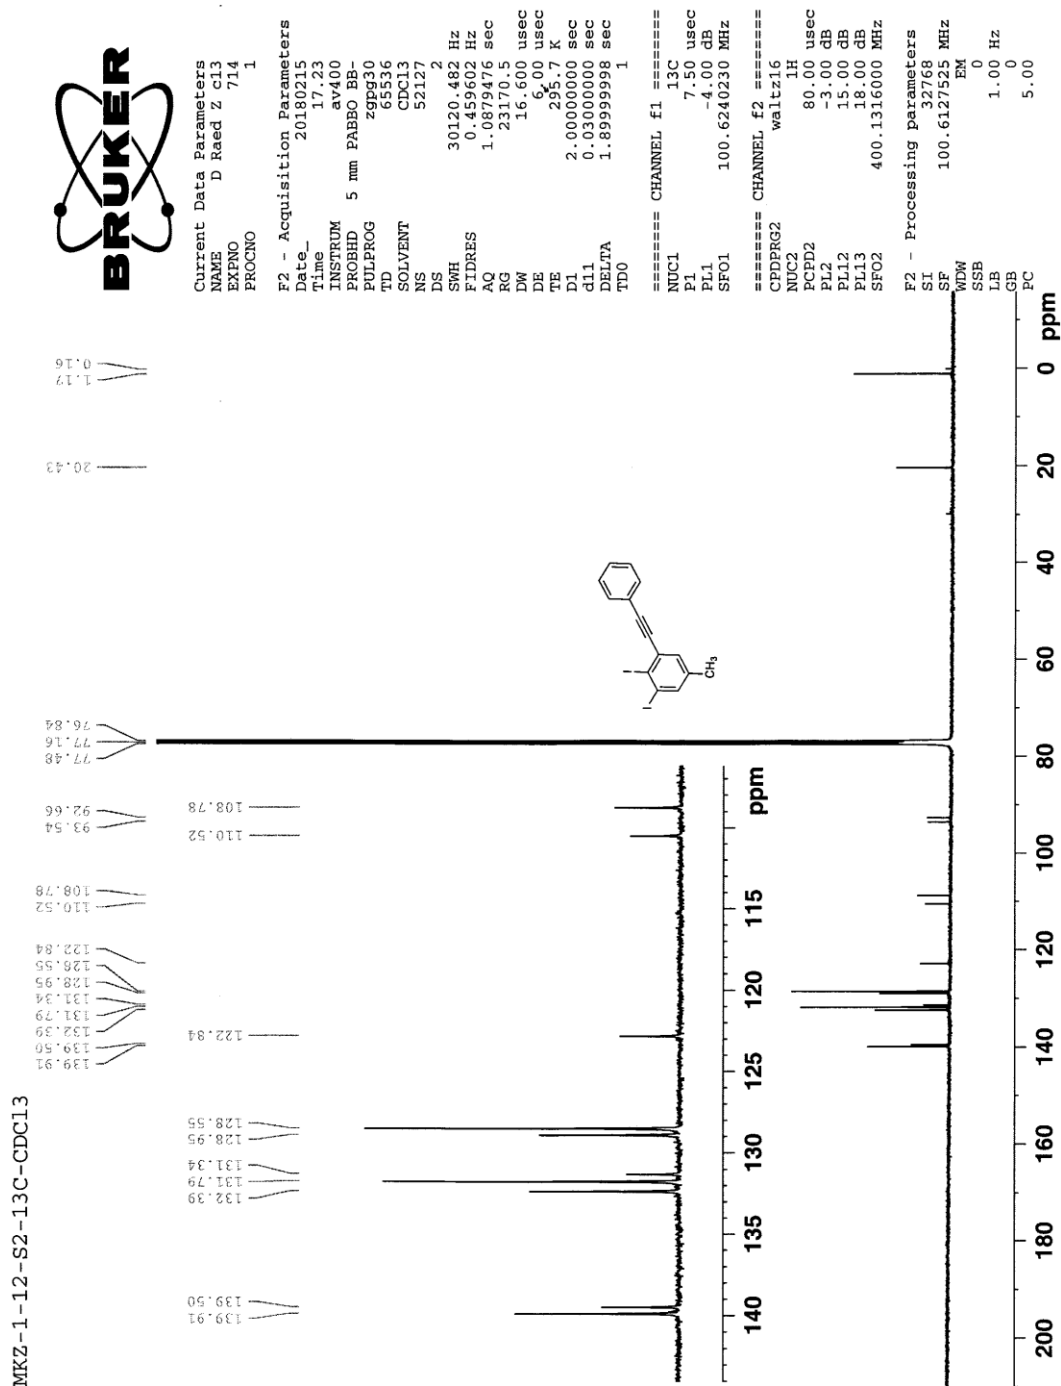 MKZ-1-12-S2-13C-CDCl3
139.91
139.50
132.39
131.79
131.34
128.95
128.55
122.84
110.52
108.78
93.54
92.66
77.48
77.16
76.84
20.43
1.17
0.16
BRUKER
Current Data Parameters
NAME D Raed Z c13
EXPNO 714
PROCNO 1
F2 - Acquisition Parameters
Date_ 20180215
Time 17.23
INSTRUM av400
PROBHD 5 mm PABBO BB-
PULPROG zgpg30
TD 65536
SOLVENT CDCl3
NS 52127
DS 2
SWH 30120.482 Hz
FIDRES 0.459602 Hz
AQ 1.0879476 sec
RG 23170.5
DW 16.600 usec
DE 6.00 usec
TE 295.7 K
D1 2.00000000 sec
d11 0.03000000 sec
DELTA 1.89999998 sec
TD0 1
======== CHANNEL f1 ========
NUC1 13C
P1 7.50 usec
PL1 -4.00 dB
SFO1 100.6240230 MHz
======== CHANNEL f2 ========
CPDPRG2 waltz16
NUC2 1H
PCPD2 80.00 usec
PL2 -3.00 dB
PL12 15.00 dB
PL13 18.00 dB
SFO2 400.1316000 MHz
F2 - Processing parameters
SI 32768
SF 100.6127525 MHz
WDW EM
SSB 0
LB 1.00 Hz
GB 0
PC 5.00
139.91
139.50
132.39
131.79
131.34
128.95
128.55
122.84
110.52
108.78
140 135 130 125 120 115 ppm
I
I
CH3
200 180 160 140 120 100 80 60 40 20 0 ppm